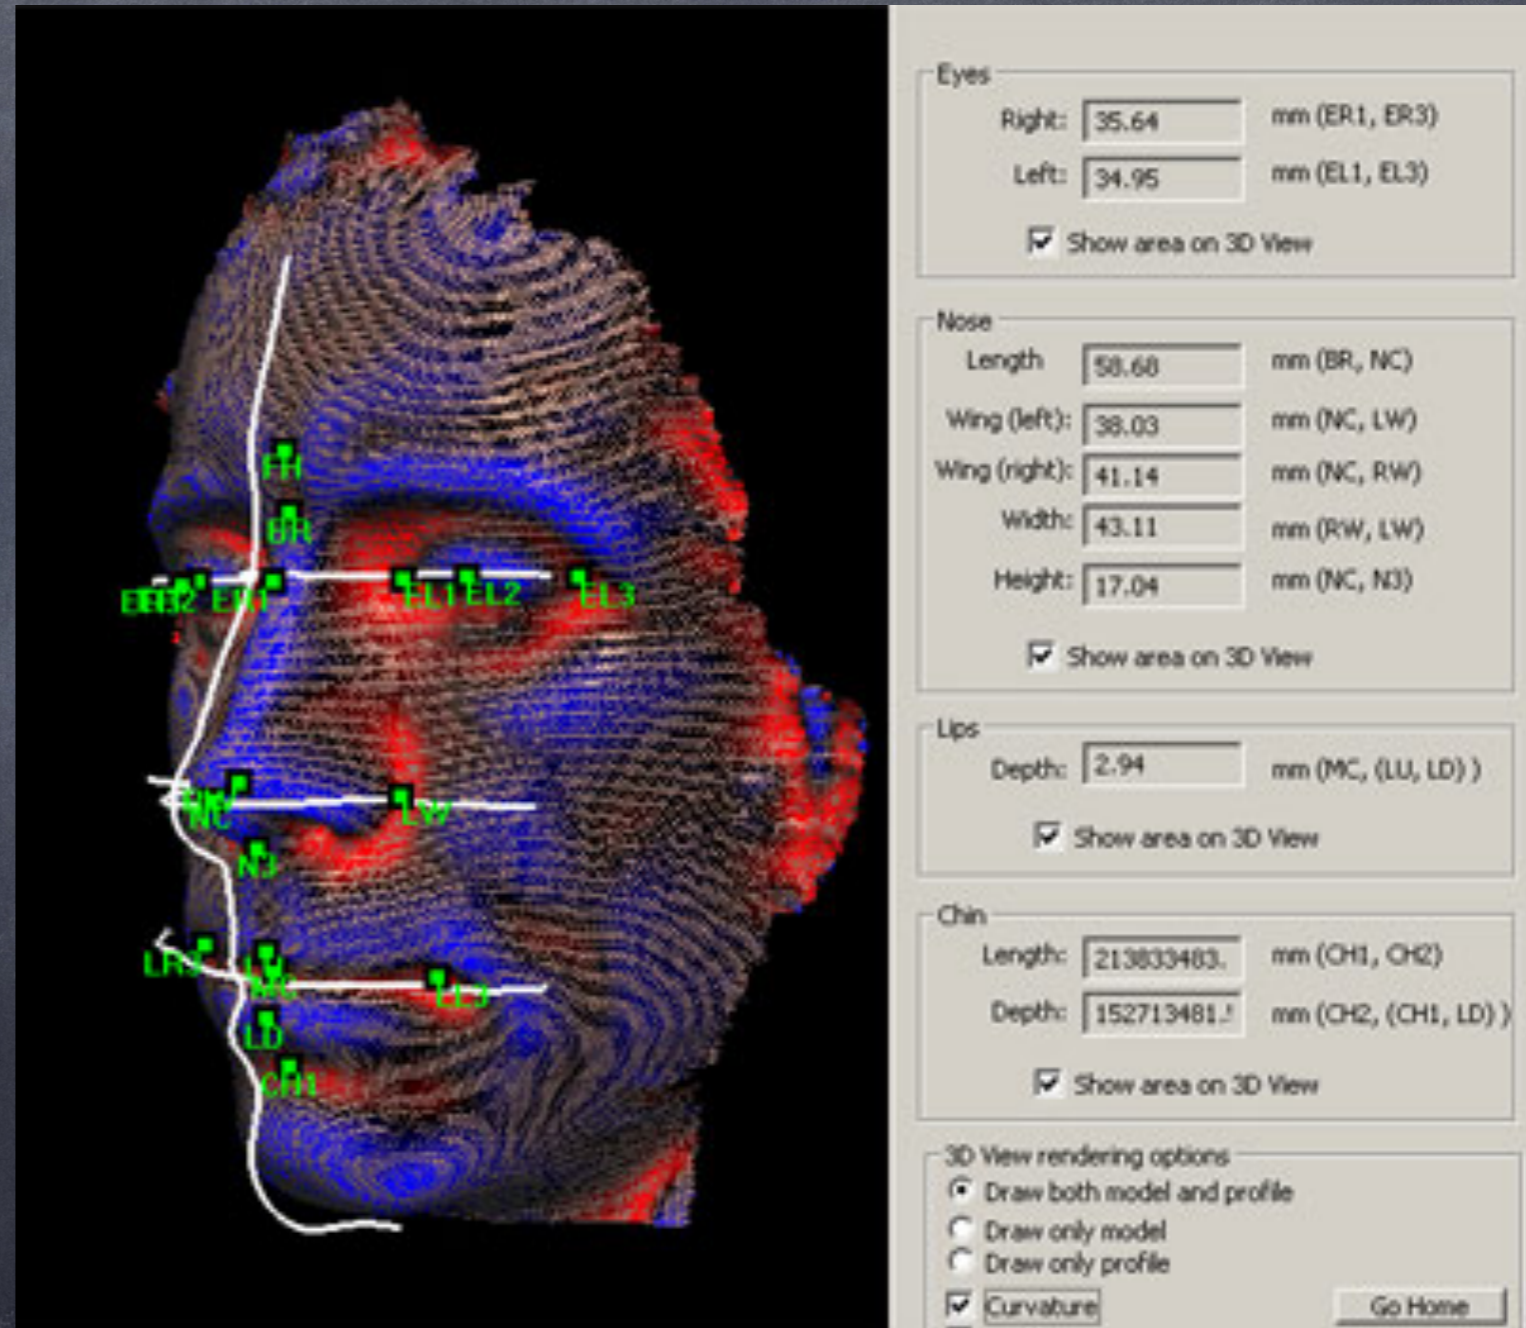 FH
BR
ER1
EL1 EL2 EL3
NC
LW
N3
LR3
MC
LL3
LD
CH1
Eyes
Right: 35.64 mm (ER1, ER3)
Left: 34.95 mm (EL1, EL3)
Show area on 3D View
Nose
Length 58.68 mm (BR, NC)
Wing (left): 38.03 mm (NC, LW)
Wing (right): 41.14 mm (NC, RW)
Width: 43.11 mm (RW, LW)
Height: 17.04 mm (NC, N3)
Show area on 3D View
Lips
Depth: 2.94 mm (MC, (LU, LD) )
Show area on 3D View
Chin
Length: 213833483. mm (CH1, CH2)
Depth: 152713481. mm (CH2, (CH1, LD) )
Show area on 3D View
3D View rendering options
Draw both model and profile
Draw only model
Draw only profile
Curvature
Go Home